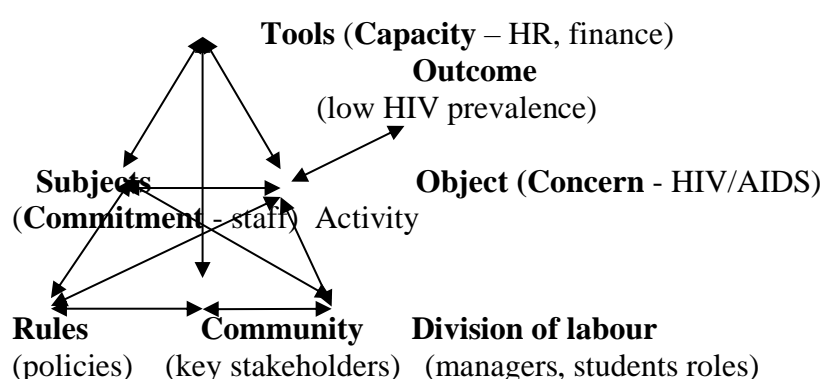 Tools (Capacity – HR, finance)
Outcome
(low HIV prevalence)
Subjects Object (Concern - HIV/AIDS)
(Commitment - staff) Activity
Rules Community Division of labour
(policies) (key stakeholders) (managers, students roles)